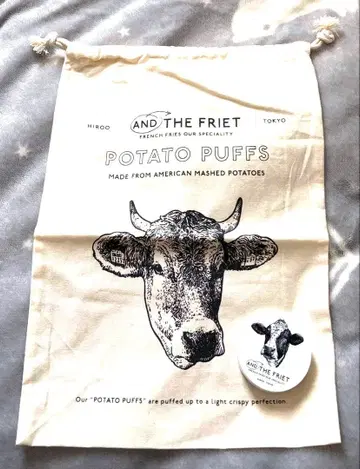 HIROO
AND THE FRIET
TOKYO
FRENCH FRIES OUR SPECIALITY
POTATO PUFFS
MADE FROM AMERICAN MASHED POTATOES
AND THE FRIET
Our "POTATO PUFFS" are puffed up to a light crispy perfection.